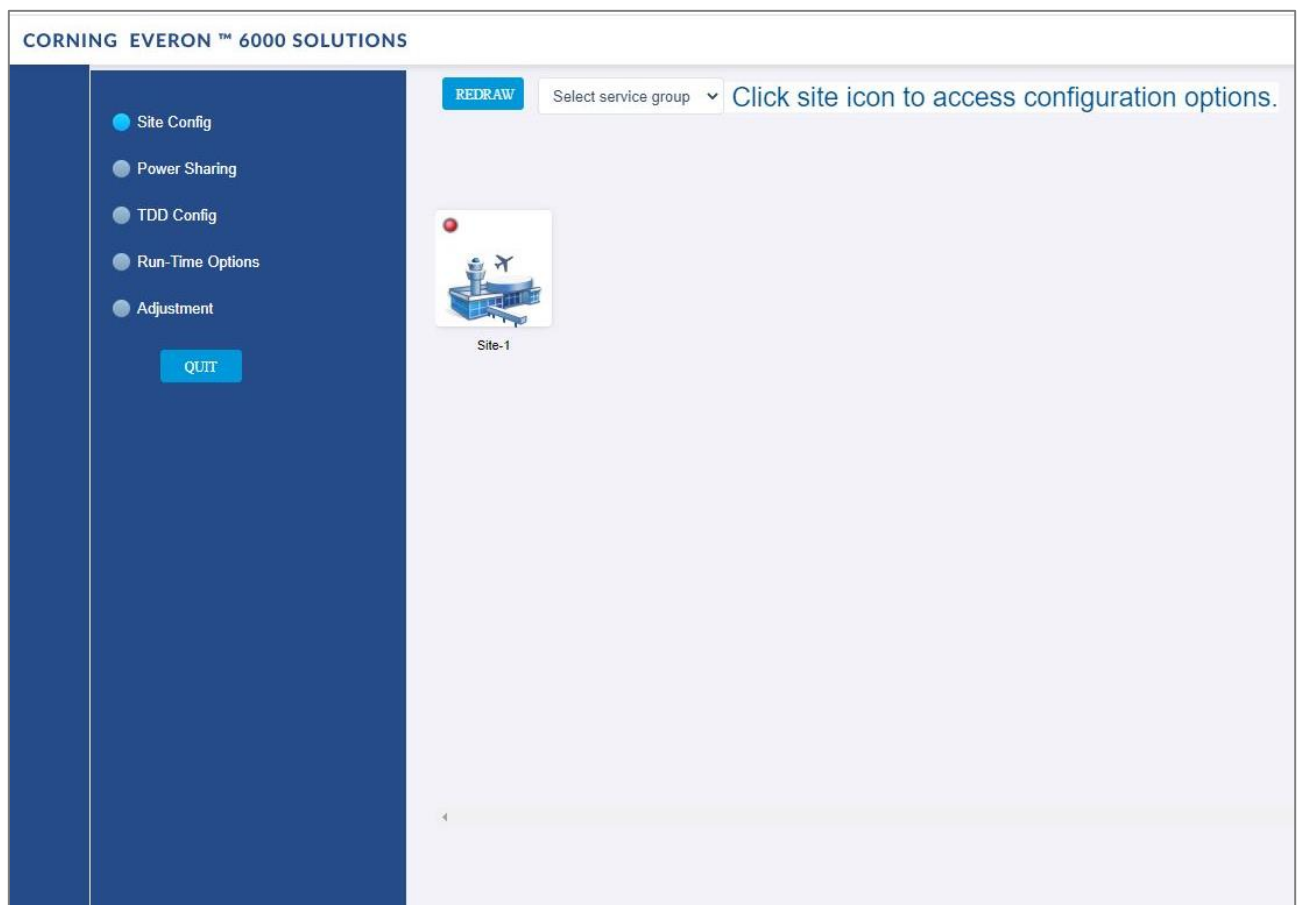 CORNING EVERON ™ 6000 SOLUTIONS
Site Config
Power Sharing
TDD Config
Run-Time Options
Adjustment
QUIT
REDRAW
Select service group
Click site icon to access configuration options.
Site-1